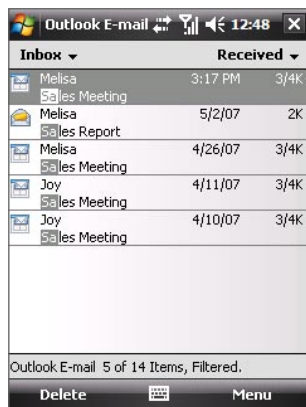 Outlook E-mail 12:48
Inbox Received
Melisa 3:17 PM 3/4K
Sales Meeting
Melisa 5/2/07 2K
Sales Report
Melisa 4/26/07 3/4K
Sales Meeting
Joy 4/11/07 3/4K
Sales Meeting
Joy 4/10/07 3/4K
Sales Meeting
Outlook E-mail 5 of 14 Items, Filtered.
Delete Menu